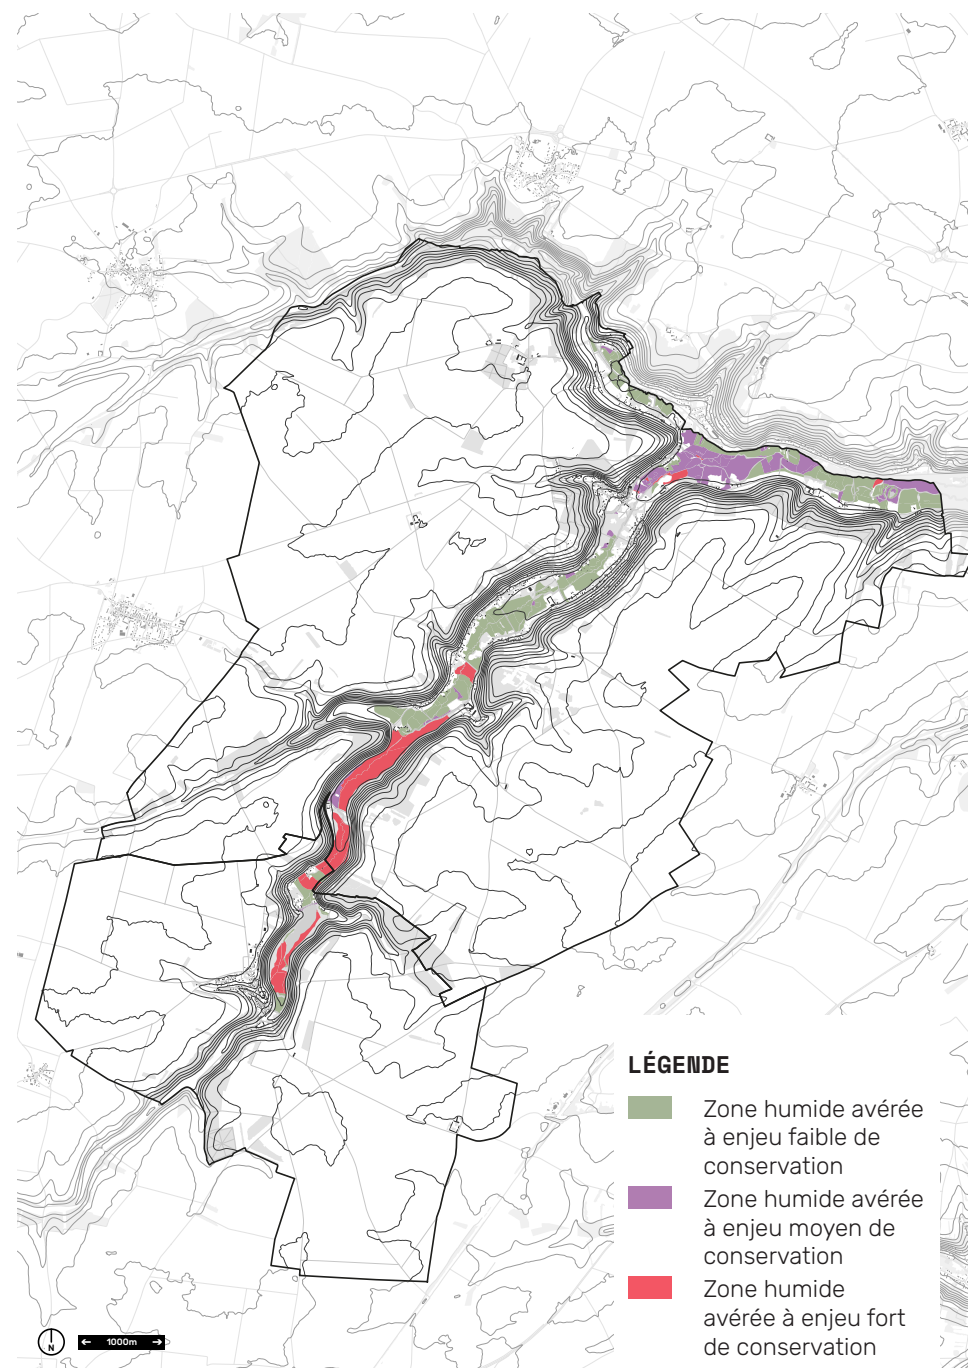 LÉGENDE
Zone humide avérée
à enjeu faible de
conservation
Zone humide avérée
à enjeu moyen de
conservation
Zone humide
avérée à enjeu fort
de conservation
N
1000m